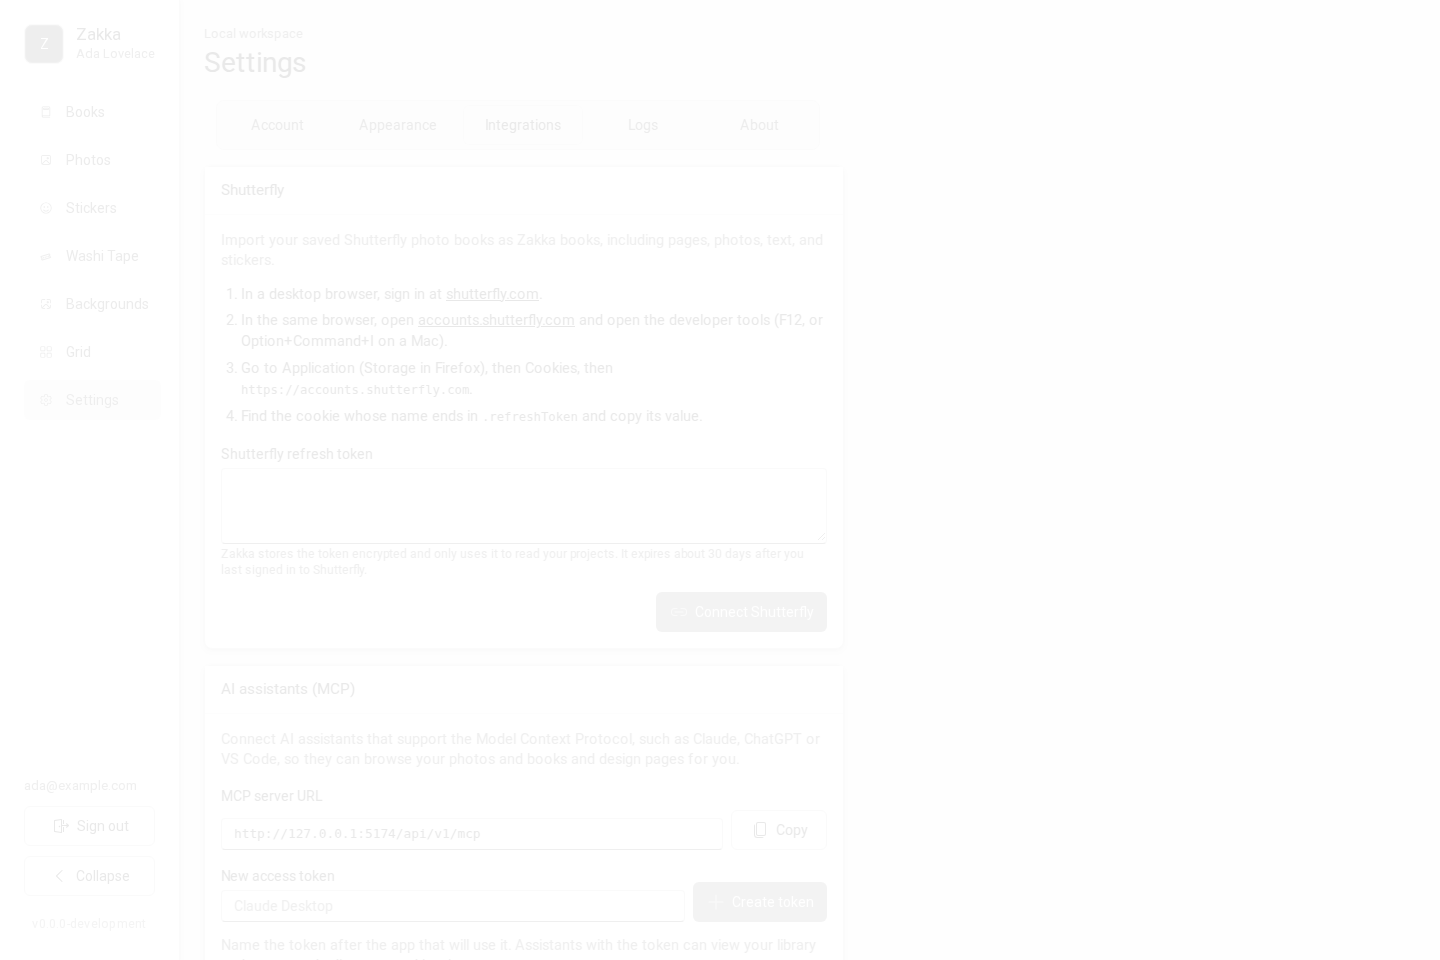 Z
Zakka
Ada Lovelace
Books
Photos
Stickers
Washi Tape
Backgrounds
Grid
Settings
ada@example.com
Sign out
Collapse
v0.0.0-development
Local workspace
Settings
Account
Appearance
Integrations
Logs
About
Shutterfly
Import your saved Shutterfly photo books as Zakka books, including pages, photos, text, and
stickers.
1. In a desktop browser, sign in at shutterfly.com.
2. In the same browser, open accounts.shutterfly.com and open the developer tools (F12, or
Option+Command+I on a Mac).
3. Go to Application (Storage in Firefox), then Cookies, then
https://accounts.shutterfly.com.
4. Find the cookie whose name ends in .refreshToken and copy its value.
Shutterfly refresh token
Zakka stores the token encrypted and only uses it to read your projects. It expires about 30 days after you
last signed in to Shutterfly.
Connect Shutterfly
AI assistants (MCP)
Connect AI assistants that support the Model Context Protocol, such as Claude, ChatGPT or
VS Code, so they can browse your photos and books and design pages for you.
MCP server URL
http://127.0.0.1:5174/api/v1/mcp
Copy
New access token
Claude Desktop
Create token
Name the token after the app that will use it. Assistants with the token can view your library